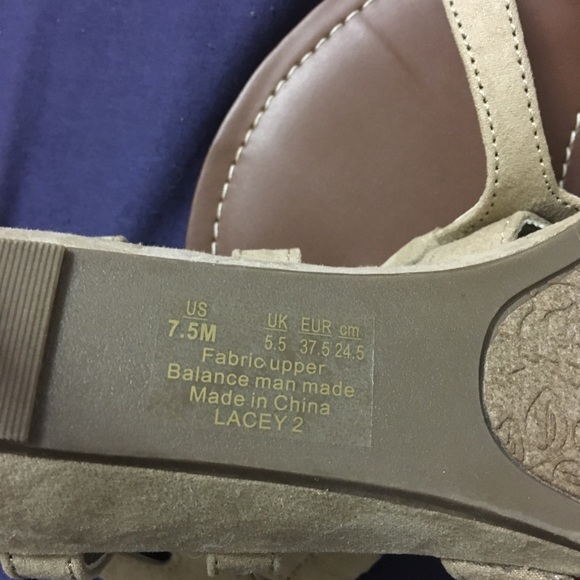 US UK EUR cm
7.5M 5.5 37.5 24.5
Fabric upper
Balance man made
Made in China
LACEY 2